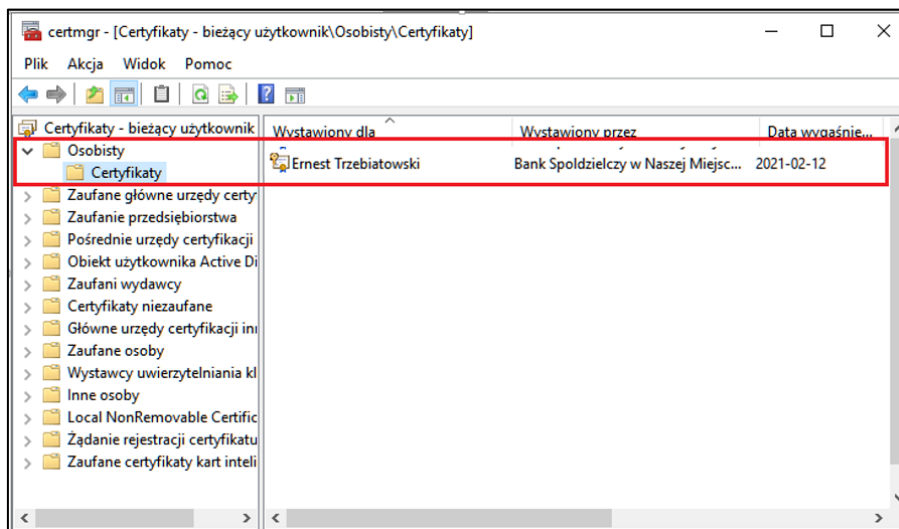 certmgr - [Certyfikaty - bieżący użytkownik\Osobisty\Certyfikaty]
Plik Akcja Widok Pomoc
Certyfikaty - bieżący użytkownik
Wystawiony dla Wystawiony przez Data wygaśnie...
Osobisty
Certyfikaty
Ernest Trzebiatowski Bank Spoldzielczy w Naszej Miejsc... 2021-02-12
Zaufane główne urzędy certy
Zaufanie przedsiębiorstwa
Pośrednie urzędy certyfikacji
Obiekt użytkownika Active Di
Zaufani wydawcy
Certyfikaty niezaufane
Główne urzędy certyfikacji inn
Zaufane osoby
Wystawcy uwierzytelniania kl
Inne osoby
Local NonRemovable Certific
Żądanie rejestracji certyfikatu
Zaufane certyfikaty kart inteli